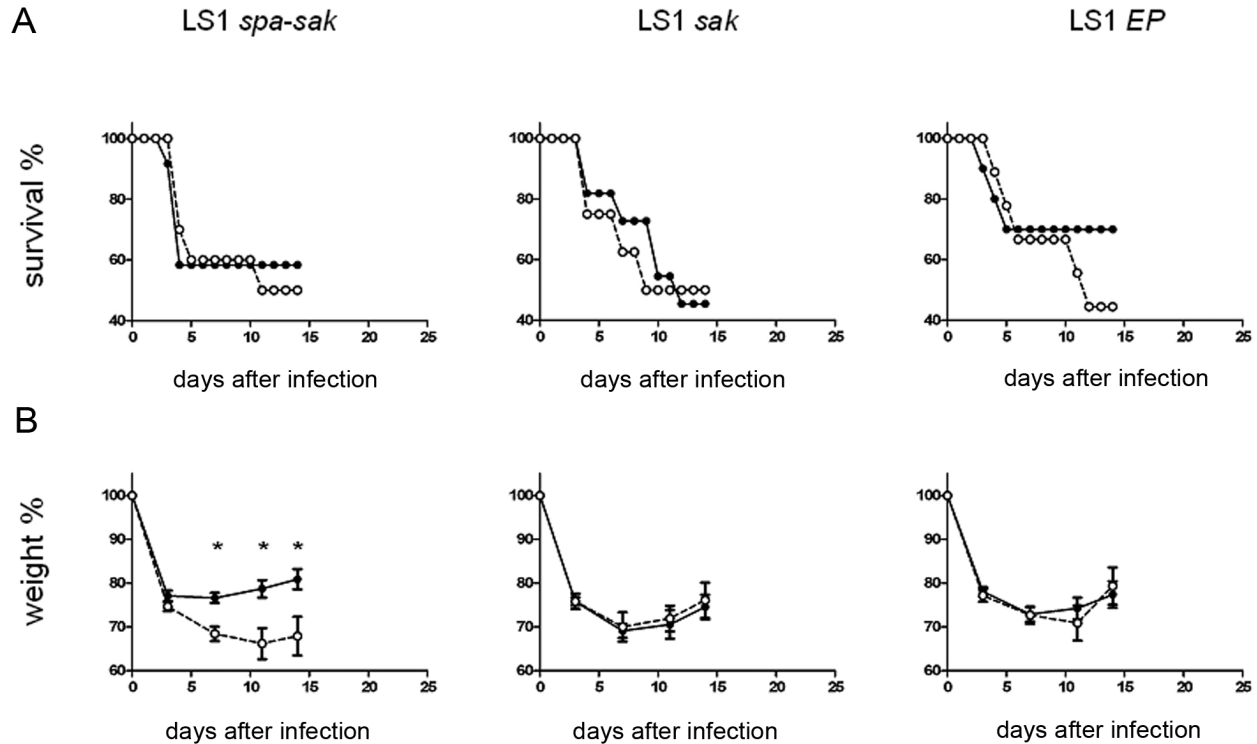 A
LS1 spa-sak
LS1 sak
LS1 EP
survival %
100
80
60
40
0 5 10 15 20 25
days after infection
100
80
60
40
0 5 10 15 20 25
days after infection
100
80
60
40
0 5 10 15 20 25
days after infection
B
weight %
100
90
80
70
60
* * *
0 5 10 15 20 25
days after infection
100
90
80
70
60
0 5 10 15 20 25
days after infection
100
90
80
70
60
0 5 10 15 20 25
days after infection